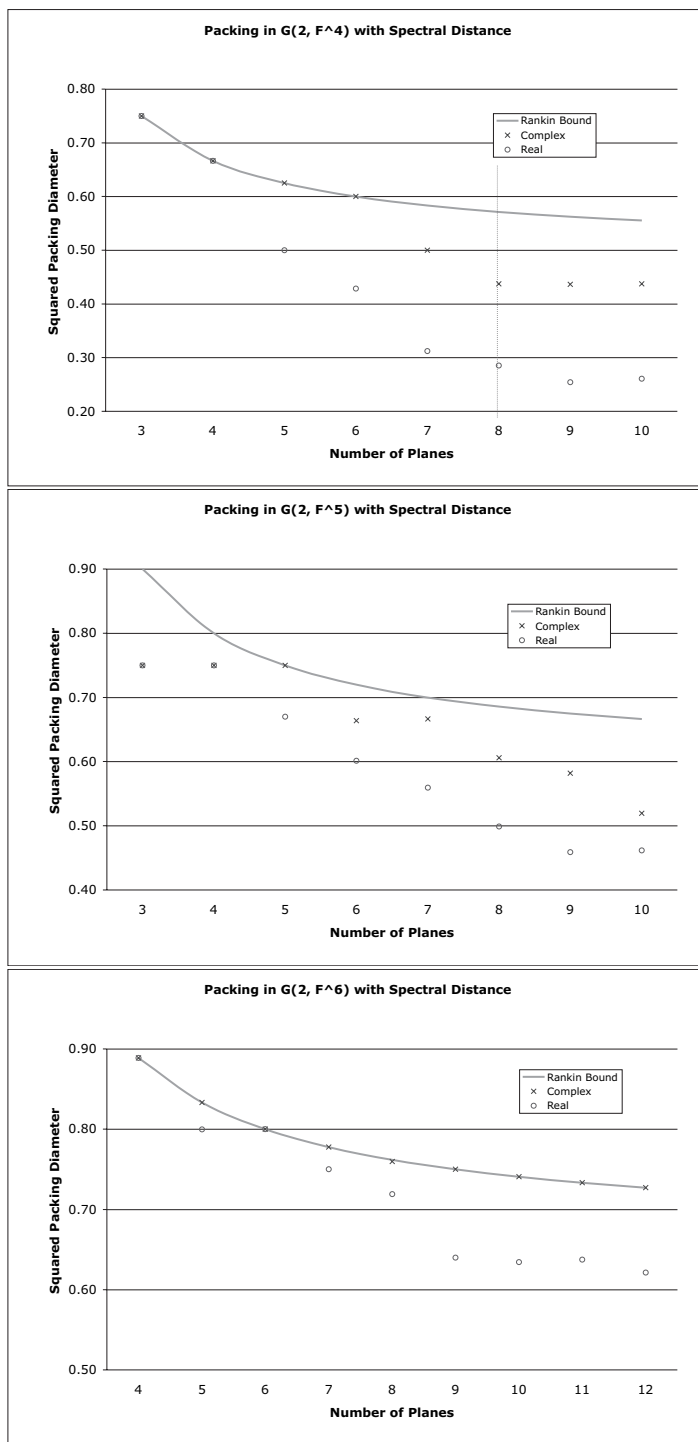 Packing in G(2, F^4) with Spectral Distance
0.80
0.70
0.60
0.50
0.40
0.30
0.20
Squared Packing Diameter
Rankin Bound
Complex
Real
3 4 5 6 7 8 9 10
Number of Planes
Packing in G(2, F^5) with Spectral Distance
0.90
0.80
0.70
0.60
0.50
0.40
Squared Packing Diameter
Rankin Bound
Complex
Real
3 4 5 6 7 8 9 10
Number of Planes
Packing in G(2, F^6) with Spectral Distance
0.90
0.80
0.70
0.60
0.50
Squared Packing Diameter
Rankin Bound
Complex
Real
4 5 6 7 8 9 10 11 12
Number of Planes